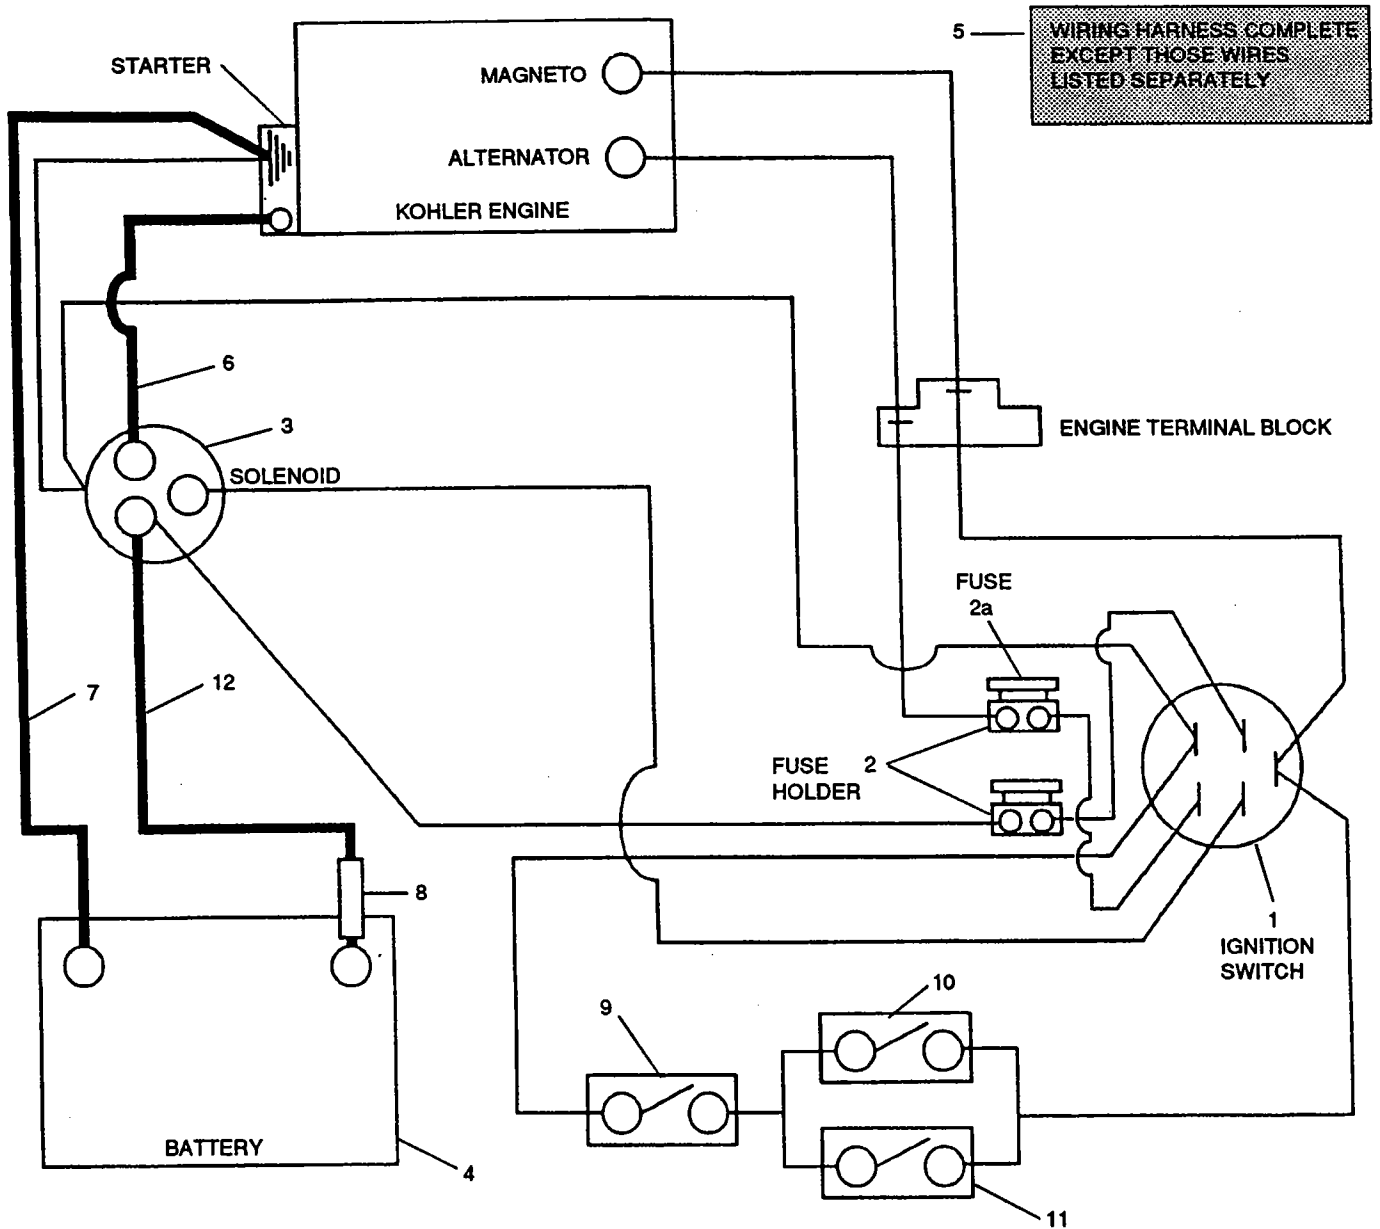 5
WIRING HARNESS COMPLETE
EXCEPT THOSE WIRES
LISTED SEPARATELY
STARTER
MAGNETO
ALTERNATOR
KOHLER ENGINE
6
3
SOLENOID
ENGINE TERMINAL BLOCK
FUSE
2a
7
12
FUSE
HOLDER
2
8
1
IGNITION
SWITCH
9
10
BATTERY
4
11